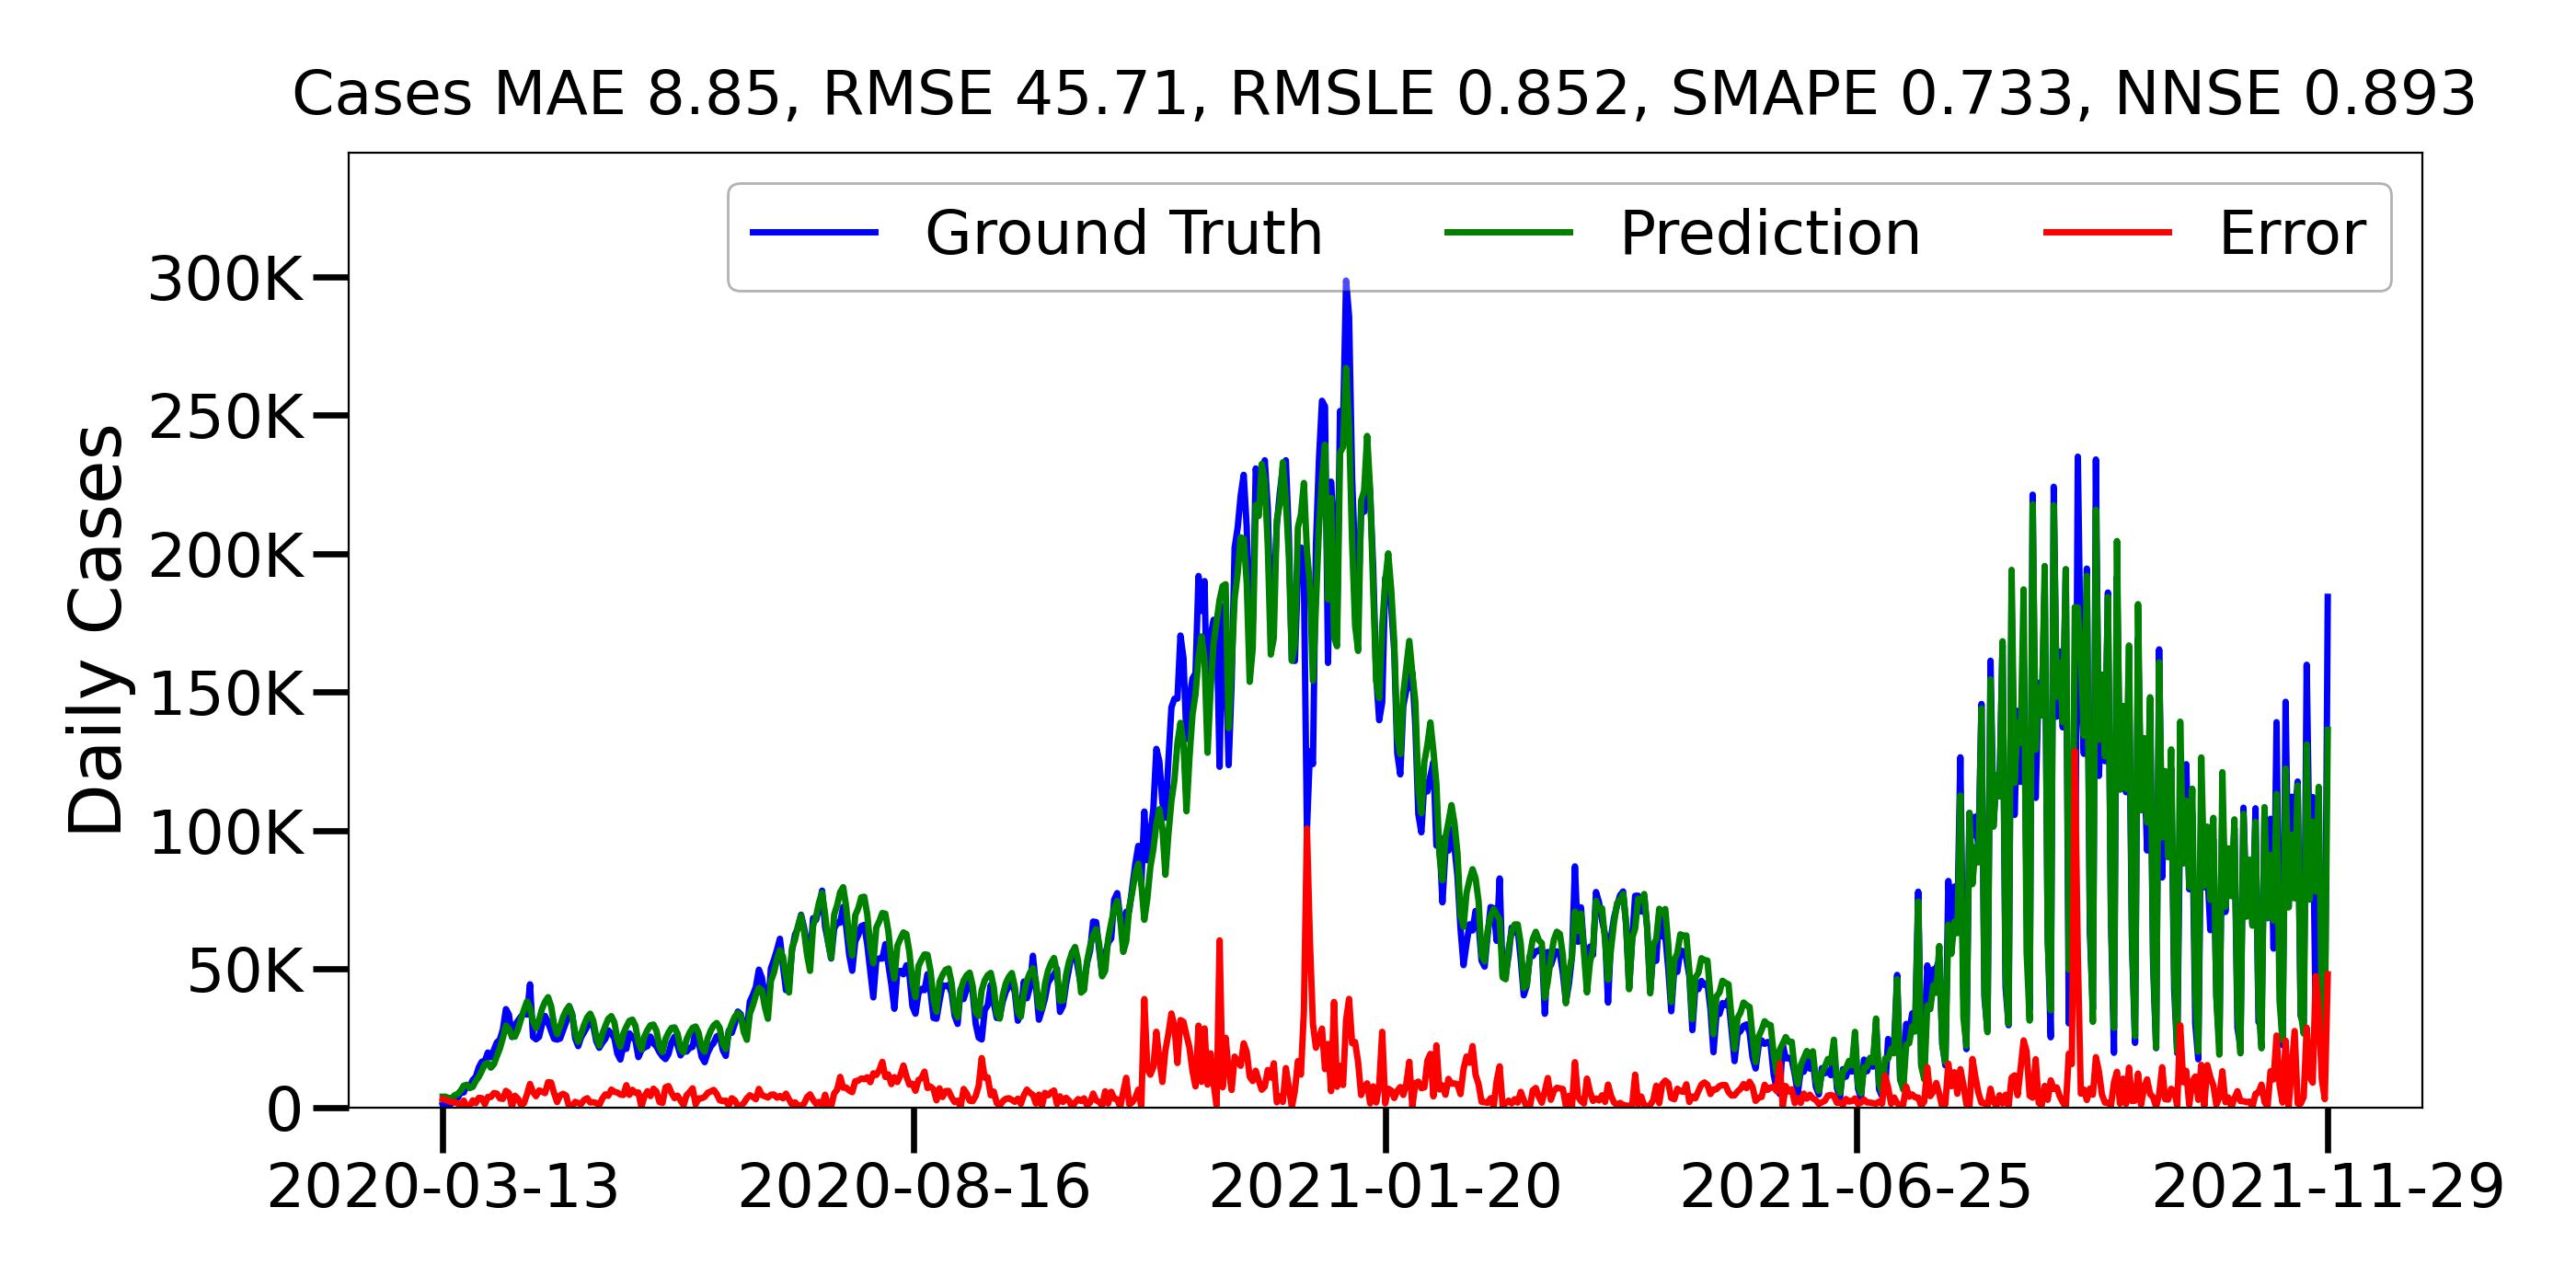 Cases MAE 8.85, RMSE 45.71, RMSLE 0.852, SMAPE 0.733, NNSE 0.893
Ground Truth Prediction Error
Daily Cases
300K
250K
200K
150K
100K
50K
0
2020-03-13 2020-08-16 2021-01-20 2021-06-25 2021-11-29